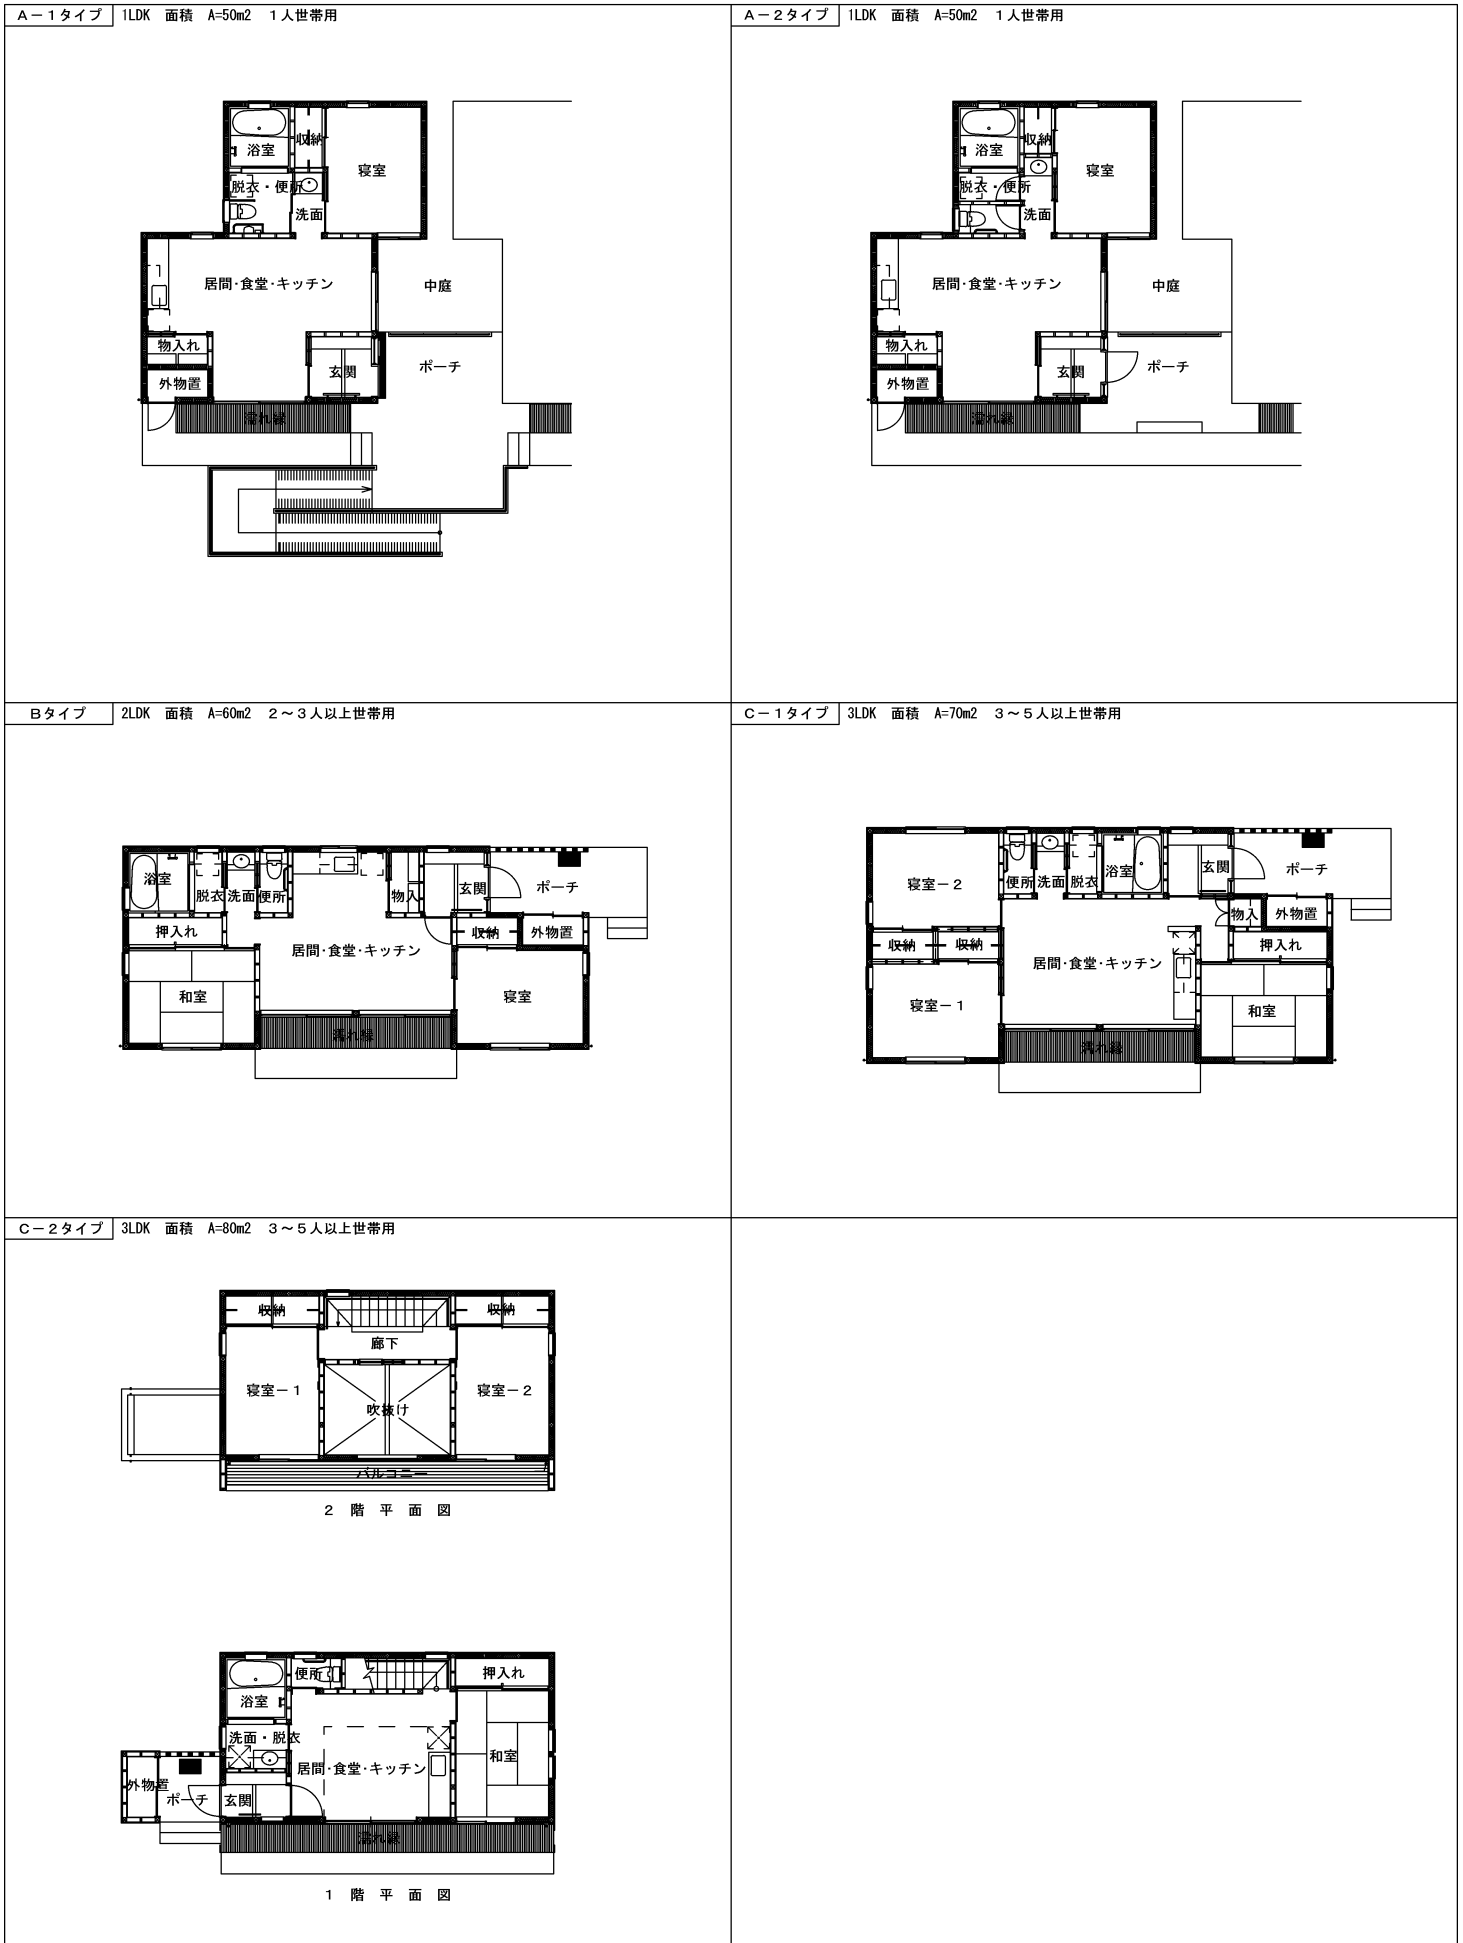 A－1タイプ 1LDK 面積 A=50m2 1人世帯用
浴室
収納
寝室
脱衣・便所
洗面
居間･食堂･キッチン
中庭
物入れ
玄関
ポーチ
外物置
濡れ縁
A－2タイプ 1LDK 面積 A=50m2 1人世帯用
浴室
収納
寝室
脱衣・便所
洗面
居間･食堂･キッチン
中庭
物入れ
玄関
ポーチ
外物置
濡れ縁
Bタイプ 2LDK 面積 A=60m2 2～3人以上世帯用
浴室
脱衣
洗面
便所
物入
玄関
ポーチ
押入れ
収納
外物置
居間･食堂･キッチン
和室
寝室
濡れ縁
C－1タイプ 3LDK 面積 A=70m2 3～5人以上世帯用
寝室－2
便所
洗面
脱衣
浴室
玄関
ポーチ
物入
外物置
収納
収納
押入れ
居間･食堂･キッチン
寝室－1
和室
濡れ縁
C－2タイプ 3LDK 面積 A=80m2 3～5人以上世帯用
収納
収納
廊下
寝室－1
寝室－2
吹抜け
バルコニー
2 階 平 面 図
便所
押入れ
浴室
洗面・脱衣
和室
居間･食堂･キッチン
外物置
ポーチ
玄関
濡れ縁
1 階 平 面 図